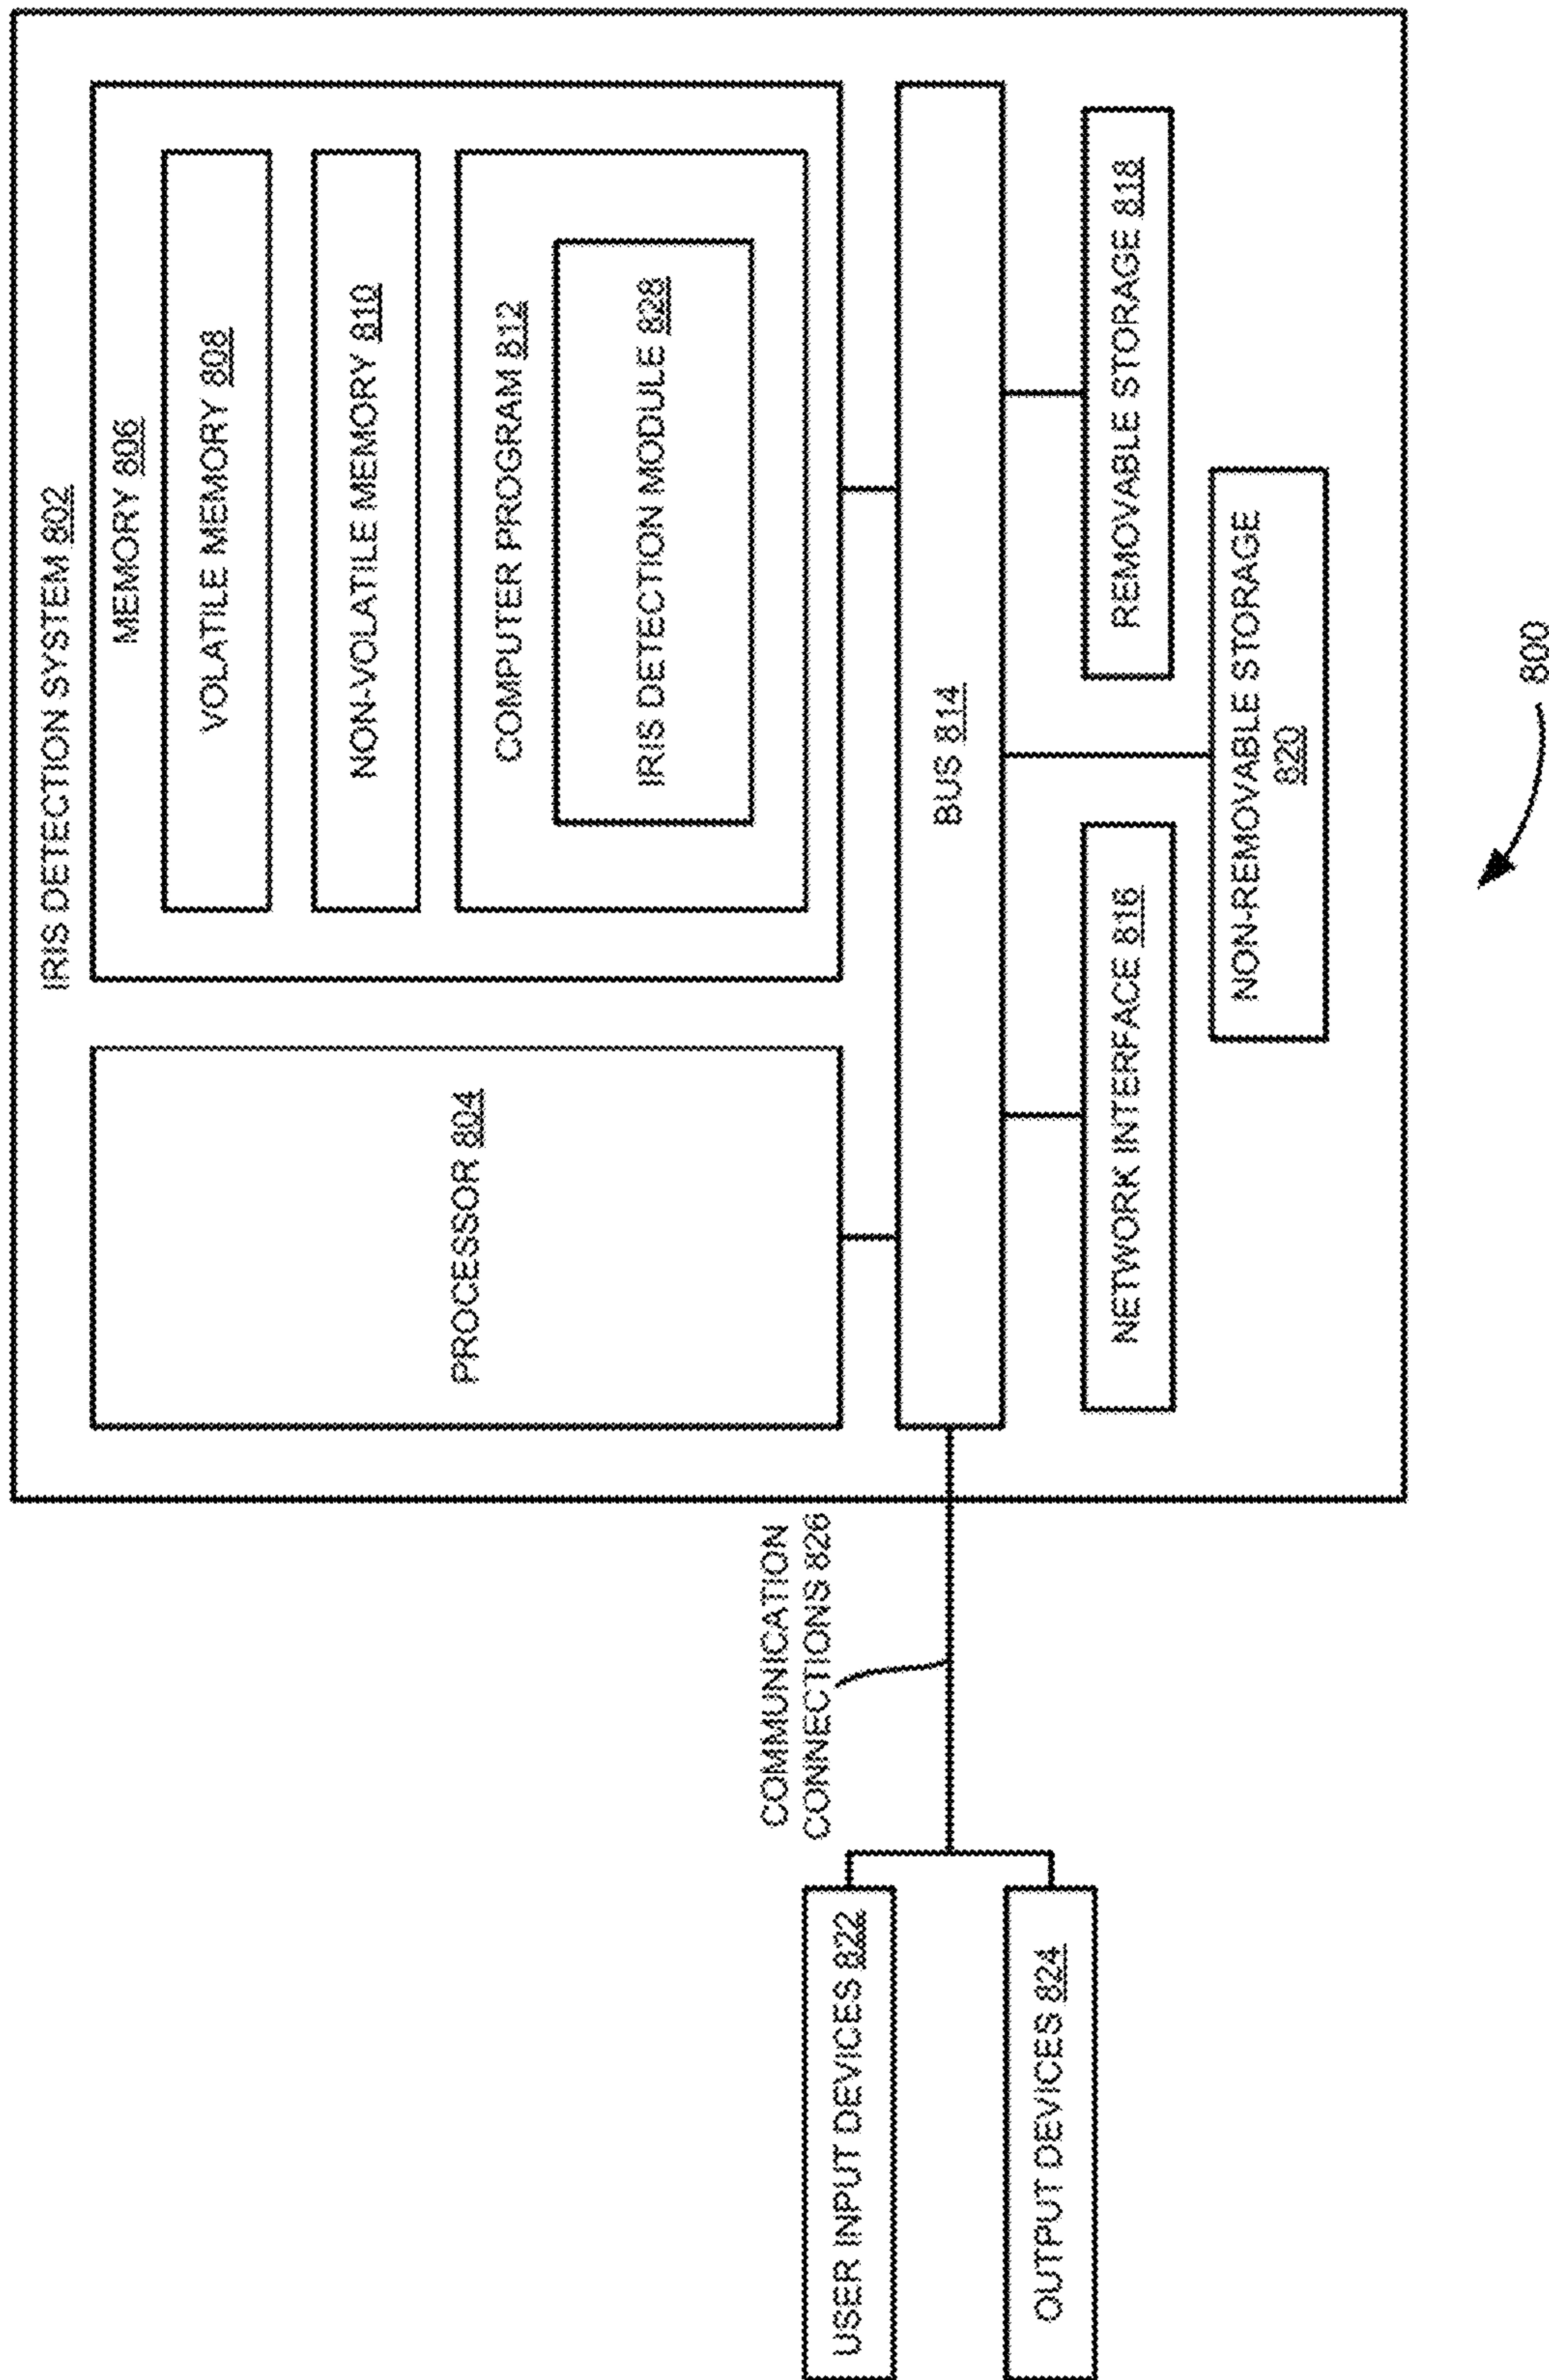 IRIS DETECTION SYSTEM 802
PROCESSOR 804
MEMORY 806
VOLATILE MEMORY 808
NON-VOLATILE MEMORY 810
COMPUTER PROGRAM 812
IRIS DETECTION MODULE 828
COMMUNICATION
CONNECTIONS 826
USER INPUT DEVICES 822
OUTPUT DEVICES 824
BUS 814
NETWORK INTERFACE 816
REMOVABLE STORAGE 818
NON-REMOVABLE STORAGE
820
800